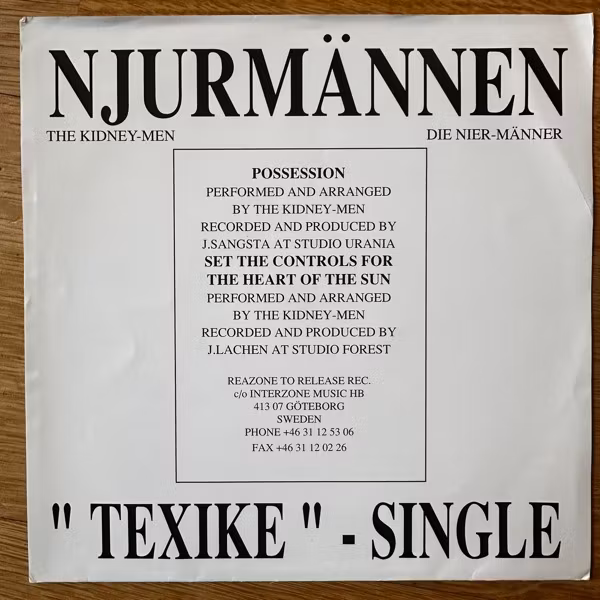 NJURMÄNNEN
THE KIDNEY-MEN DIE NIER-MÄNNER
POSSESSION
PERFORMED AND ARRANGED
BY THE KIDNEY-MEN
RECORDED AND PRODUCED BY
J.SANGSTA AT STUDIO URANIA
SET THE CONTROLS FOR
THE HEART OF THE SUN
PERFORMED AND ARRANGED
BY THE KIDNEY-MEN
RECORDED AND PRODUCED BY
J.LACHEN AT STUDIO FOREST
REAZONE TO RELEASE REC.
c/o INTERZONE MUSIC HB
413 07 GÖTEBORG
SWEDEN
PHONE +46 31 12 53 06
FAX +46 31 12 02 26
" TEXIKE " - SINGLE